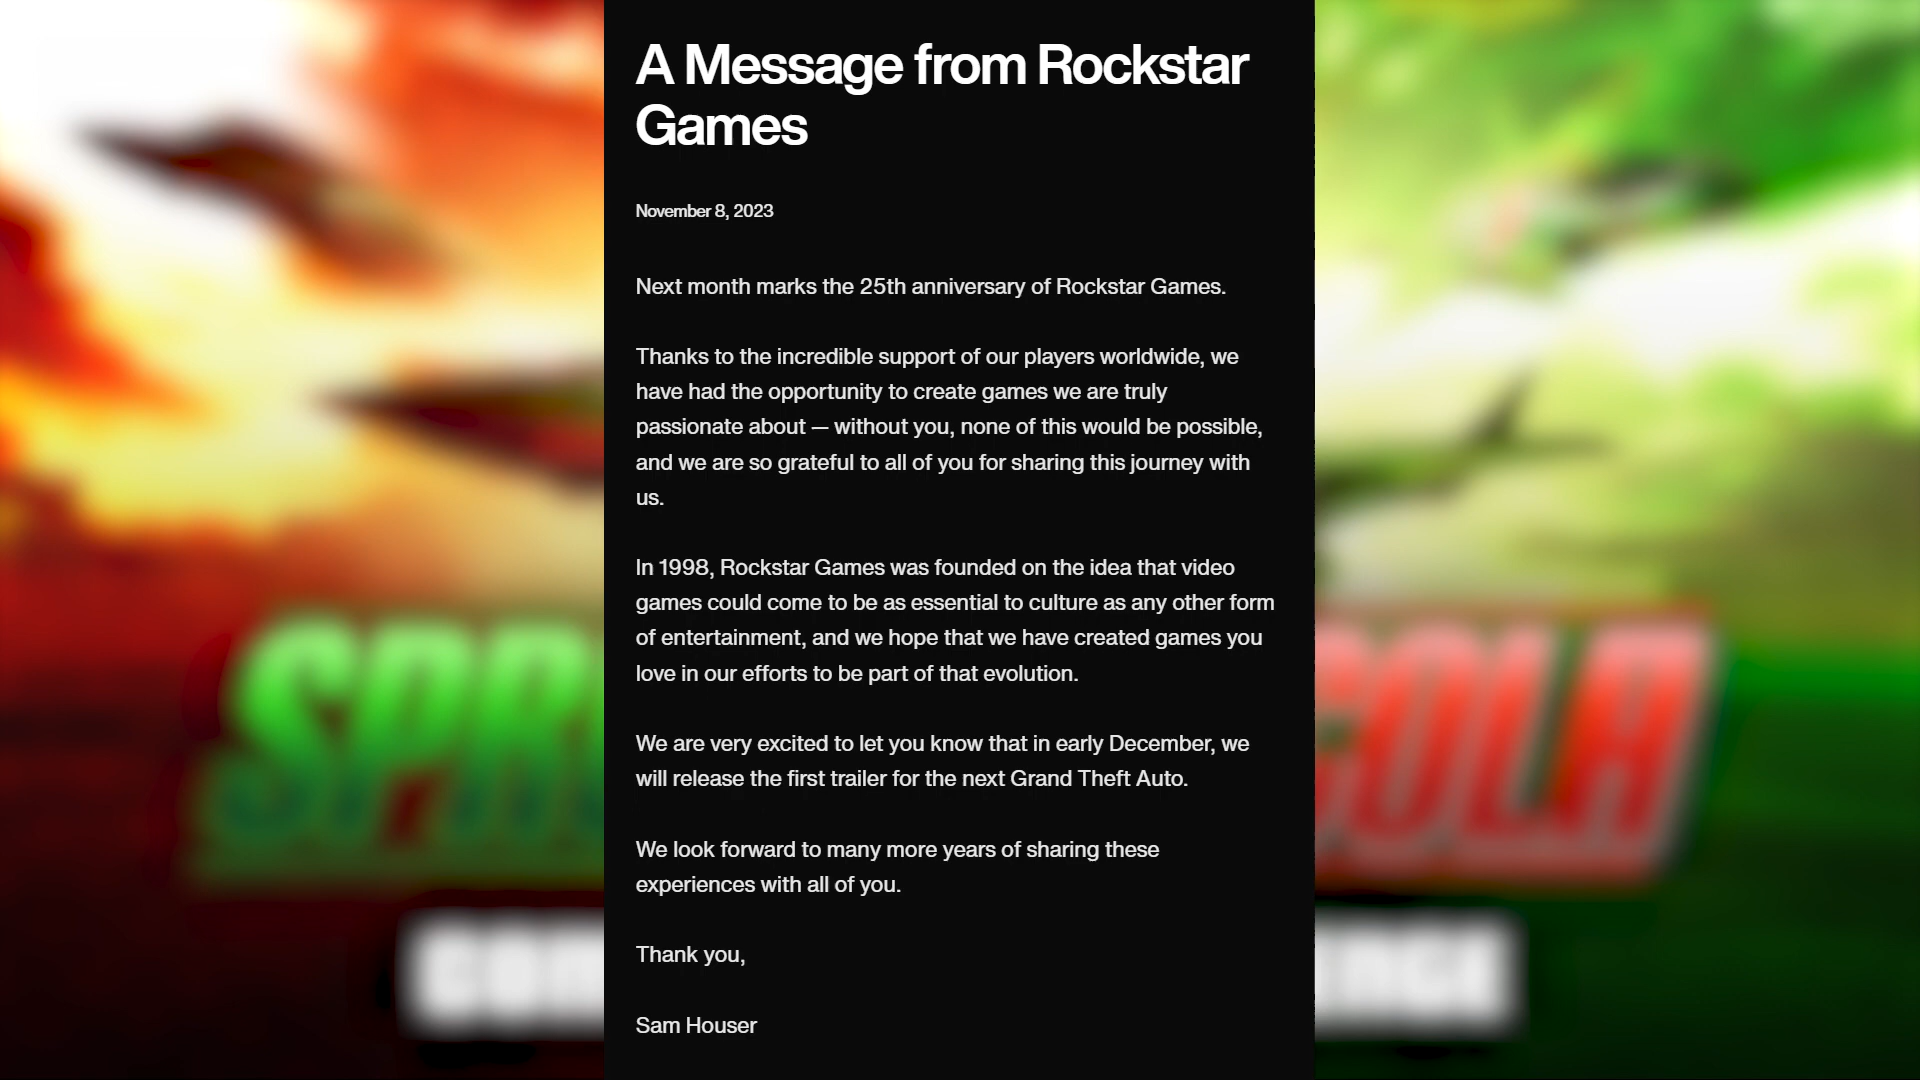 A Message from Rockstar
Games
November 8, 2023
Next month marks the 25th anniversary of Rockstar Games.
Thanks to the incredible support of our players worldwide, we
have had the opportunity to create games we are truly
passionate about — without you, none of this would be possible,
and we are so grateful to all of you for sharing this journey with
us.
In 1998, Rockstar Games was founded on the idea that video
games could come to be as essential to culture as any other form
of entertainment, and we hope that we have created games you
love in our efforts to be part of that evolution.
We are very excited to let you know that in early December, we
will release the first trailer for the next Grand Theft Auto.
We look forward to many more years of sharing these
experiences with all of you.
Thank you,
Sam Houser